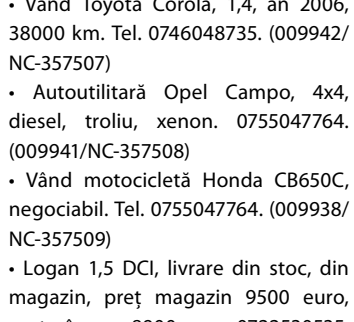 • Vând Toyota Corola, 1,4, an 2006,
38000 km. Tel. 0746048735. (009942/
NC-357507)
• Autoutilitară Opel Campo, 4x4,
diesel, troliu, xenon. 0755047764.
(009941/NC-357508)
• Vând motocicletă Honda CB650C,
negociabil. Tel. 0755047764. (009938/
NC-357509)
• Logan 1,5 DCI, livrare din stoc, din
magazin, preț magazin 9500 euro,